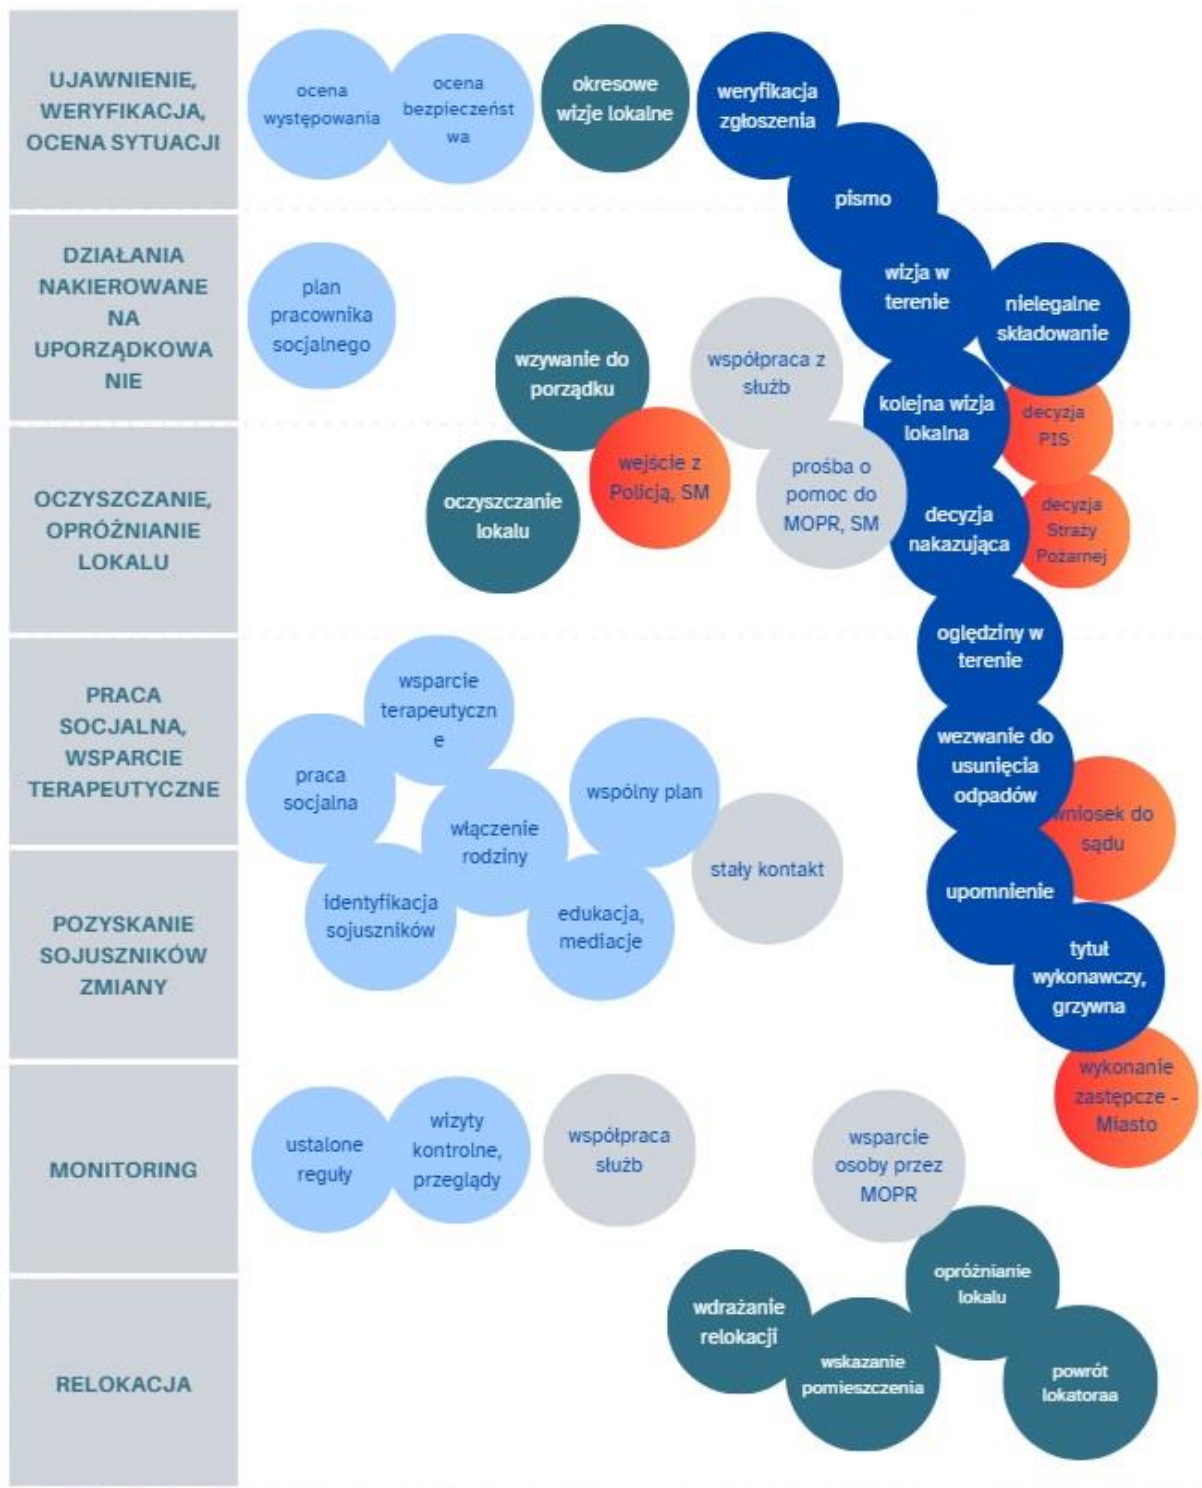 UJAWNIENIE,
WERYFIKACJA,
OCENA SYTUACJI
ocena
występowania
ocena
bezpieczeńst
wa
okresowe
wizje lokalne
weryfikacja
zgłoszenia
pismo
DZIAŁANIA
NAKIEROWANE
NA
UPORZĄDKOWA
NIE
plan
pracownika
socjalnego
wzywanie do
porządku
współpraca z
służb
wizja w
terenie
nielegalne
składowanie
kolejna wizja
lokalna
decyzja
PIS
OCZYSZCZANIE,
OPRÓŻNIANIE
LOKALU
oczyszczanie
lokalu
wejście z
Policją, SM
prośba o
pomoc do
MOPR, SM
decyzja
nakazująca
decyzja
Straży
Pożarnej
oględziny w
terenie
PRACA
SOCJALNA,
WSPARCIE
TERAPEUTYCZNE
wsparcie
terapeutyczn
e
praca
socjalna
włączenie
rodziny
wspólny plan
wezwanie do
usunięcia
odpadów
wniosek do
sądu
POZYSKANIE
SOJUSZNIKÓW
ZMIANY
identyfikacja
sojuszników
edukacja,
mediacje
stały kontakt
upomnienie
tytuł
wykonawczy,
grzywna
wykonanie
zastępcze -
Miasto
MONITORING
ustalone
reguły
wizyty
kontrolne,
przeglądy
współpraca
służb
wsparcie
osoby przez
MOPR
RELOKACJA
wdrażanie
relokacji
wskazanie
pomieszczenia
opróżnianie
lokalu
powrót
lokatoraa